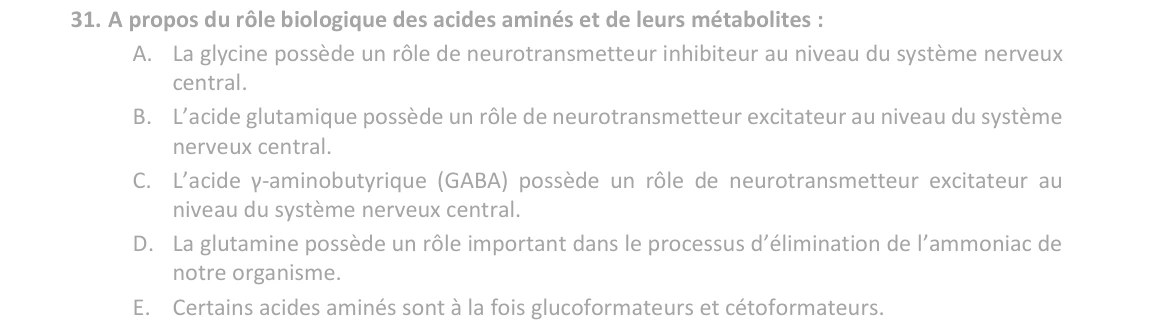 31. A propos du rôle biologique des acides aminés et de leurs métabolites :
A. La glycine possède un rôle de neurotransmetteur inhibiteur au niveau du système nerveux
central.
B. L’acide glutamique possède un rôle de neurotransmetteur excitateur au niveau du système
nerveux central.
C. L’acide γ-aminobutyrique (GABA) possède un rôle de neurotransmetteur excitateur au
niveau du système nerveux central.
D. La glutamine possède un rôle important dans le processus d’élimination de l’ammoniac de
notre organisme.
E. Certains acides aminés sont à la fois glucoformateurs et cétoformateurs.